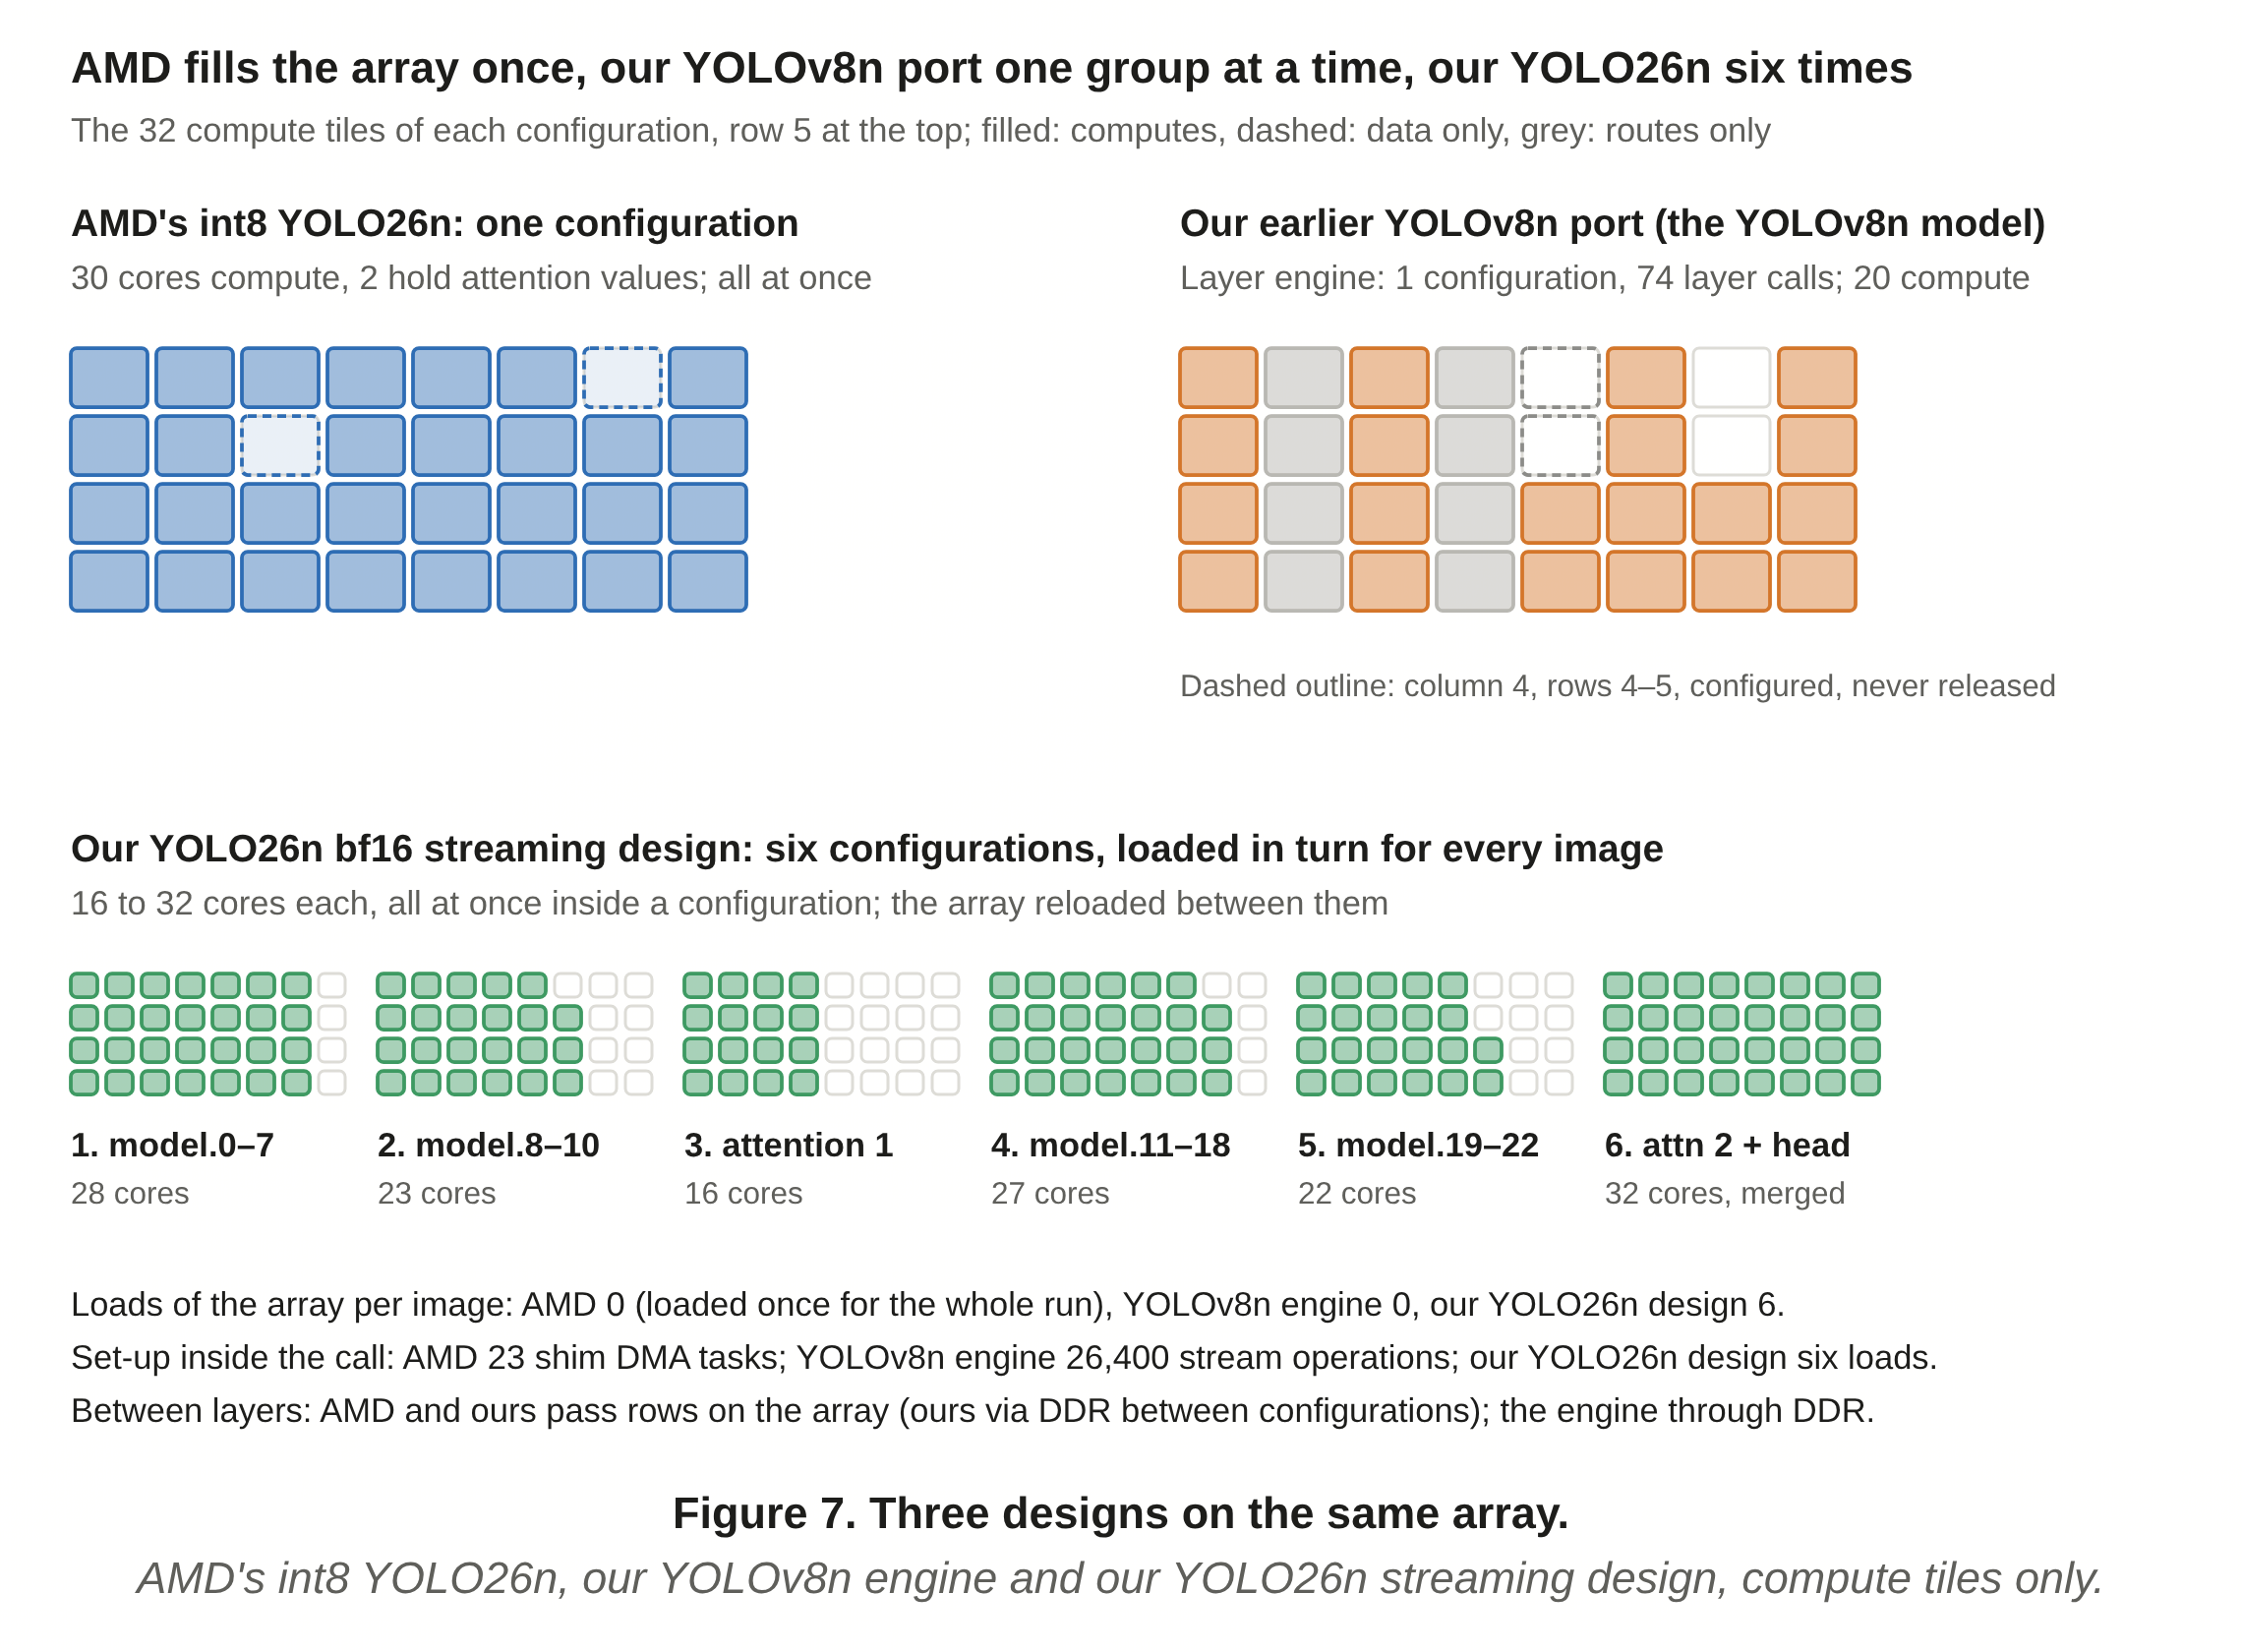 AMD fills the array once, our YOLOv8n port one group at a time, our YOLO26n six times
The 32 compute tiles of each configuration, row 5 at the top; filled: computes, dashed: data only, grey: routes only
AMD's int8 YOLO26n: one configuration
30 cores compute, 2 hold attention values; all at once
Our earlier YOLOv8n port (the YOLOv8n model)
Layer engine: 1 configuration, 74 layer calls; 20 compute
Dashed outline: column 4, rows 4–5, configured, never released
Our YOLO26n bf16 streaming design: six configurations, loaded in turn for every image
16 to 32 cores each, all at once inside a configuration; the array reloaded between them
1. model.0–7
28 cores
2. model.8–10
23 cores
3. attention 1
16 cores
4. model.11–18
27 cores
5. model.19–22
22 cores
6. attn 2 + head
32 cores, merged
Loads of the array per image: AMD 0 (loaded once for the whole run), YOLOv8n engine 0, our YOLO26n design 6.
Set-up inside the call: AMD 23 shim DMA tasks; YOLOv8n engine 26,400 stream operations; our YOLO26n design six loads.
Between layers: AMD and ours pass rows on the array (ours via DDR between configurations); the engine through DDR.
Figure 7. Three designs on the same array.
AMD's int8 YOLO26n, our YOLOv8n engine and our YOLO26n streaming design, compute tiles only.